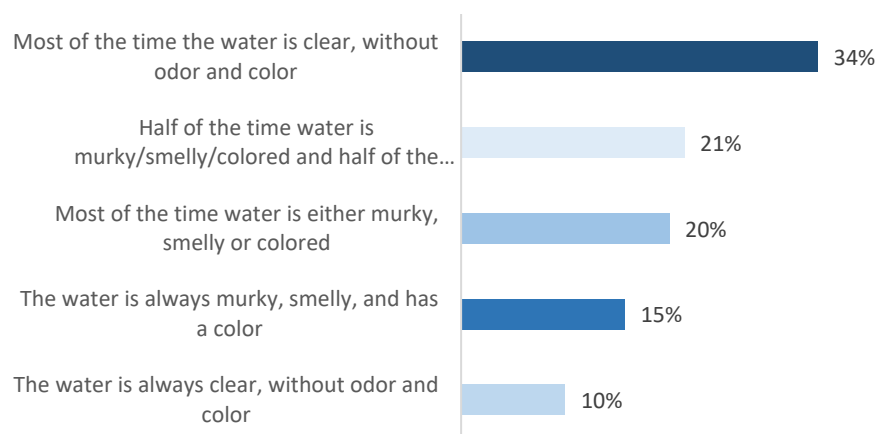 Most of the time the water is clear, without
odor and color
34%
Half of the time water is
murky/smelly/colored and half of the…
21%
Most of the time water is either murky,
smelly or colored
20%
The water is always murky, smelly, and has
a color
15%
The water is always clear, without odor and
color
10%